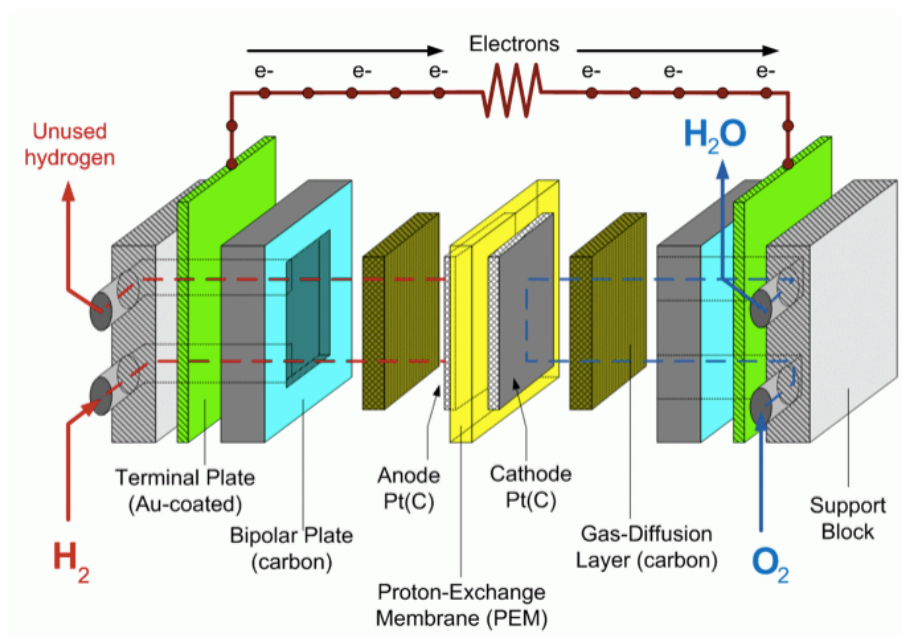 Electrons
e- e- e- e- e- e-
Unused
hydrogen
H₂O
Terminal Plate
(Au-coated)
Bipolar Plate
(carbon)
Anode
Pt(C)
Cathode
Pt(C)
Gas-Diffusion
Layer (carbon)
Support
Block
Proton-Exchange
Membrane (PEM)
H₂
O₂